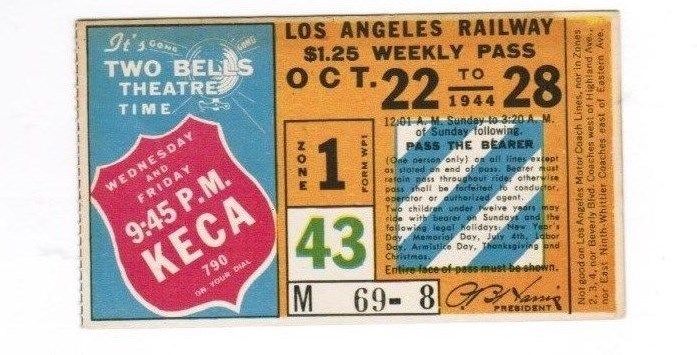 It's GONG GONG!
TWO BELLS
THEATRE
TIME
WEDNESDAY
AND
FRIDAY
9:45 P.M.
KECA
790
ON YOUR DIAL
LOS ANGELES RAILWAY
$1.25 WEEKLY PASS
OCT. 22 TO 28
1944
12:01 A.M. Sunday to 3:20 A.M.
of Sunday following.
PASS THE BEARER
(One person only) on all lines except
as stated on end of pass. Bearer must
retain pass throughout ride; otherwise
pass shall be forfeited to conductor,
operator or authorized agent.
Two children under twelve years may
ride with bearer on Sunday and the
following legal Holidays: New Year's
Day, Memorial Day, July 4th, Labor
Day, Armistice Day, Thanksgiving and
Christmas.
Entire face of pass must be shown.
ZONE
1
FORM WP1
43
M 69-8
PRESIDENT
Not good on Los Angeles Motor Coach Lines, nor in Zones
2, 3, 4, nor Beverly Blvd. Coaches west of Highland Ave.,
nor East Ninth-Whittier Coaches east of Eastern Ave.